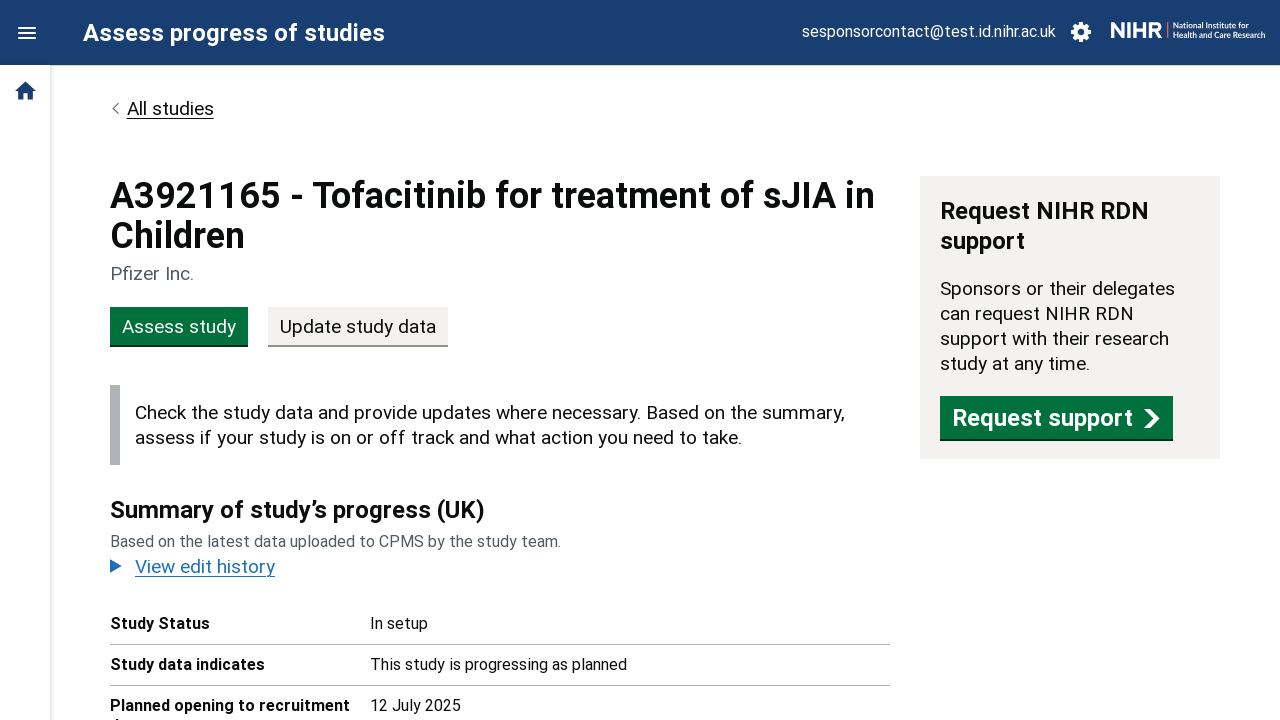 Assess progress of studies
sesponsorcontact@test.id.nihr.ac.uk
NIHR | National Institute for
Health and Care Research
All studies
A3921165 - Tofacitinib for treatment of sJIA in
Children
Pfizer Inc.
Assess study
Update study data
Check the study data and provide updates where necessary. Based on the summary,
assess if your study is on or off track and what action you need to take.
Summary of study’s progress (UK)
Based on the latest data uploaded to CPMS by the study team.
View edit history
Study Status In setup
Study data indicates This study is progressing as planned
Planned opening to recruitment 12 July 2025
Request NIHR RDN
support
Sponsors or their delegates
can request NIHR RDN
support with their research
study at any time.
Request support